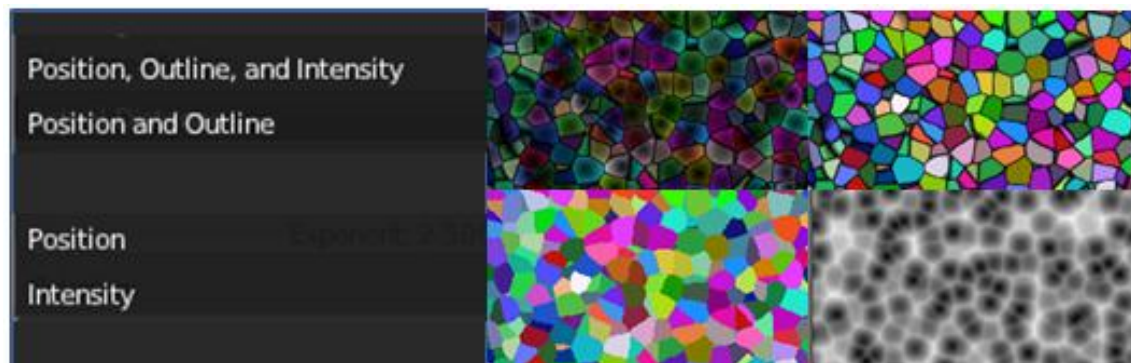 Position, Outline, and Intensity
Position and Outline
Position
Intensity